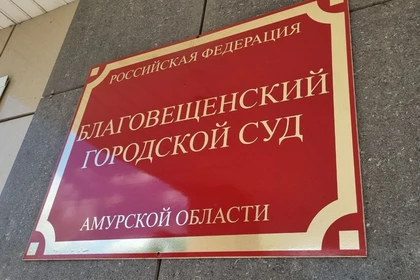 РОССИЙСКАЯ ФЕДЕРАЦИЯ
БЛАГОВЕЩЕНСКИЙ
ГОРОДСКОЙ СУД
АМУРСКОЙ ОБЛАСТИ